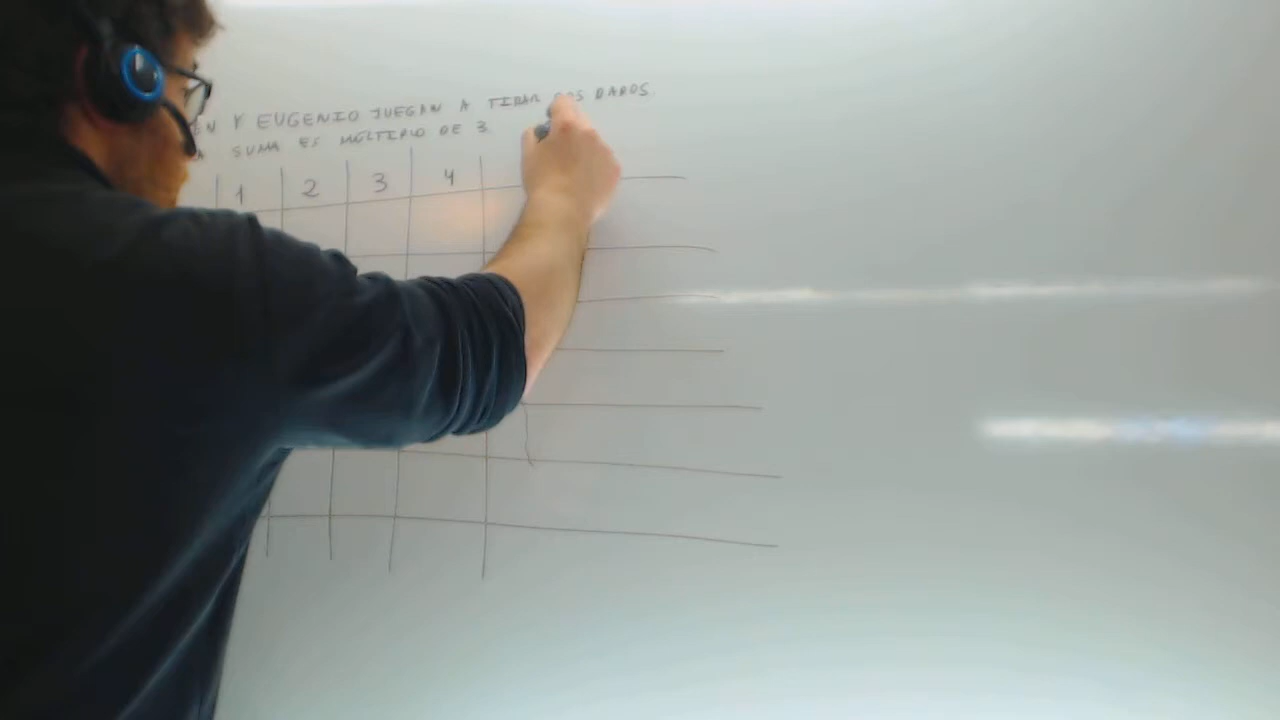 Y EUGENIO JUEGAN A TIRAR DOS DADOS.
SUMA ES MÚLTIPLO DE 3.
1 2 3 4